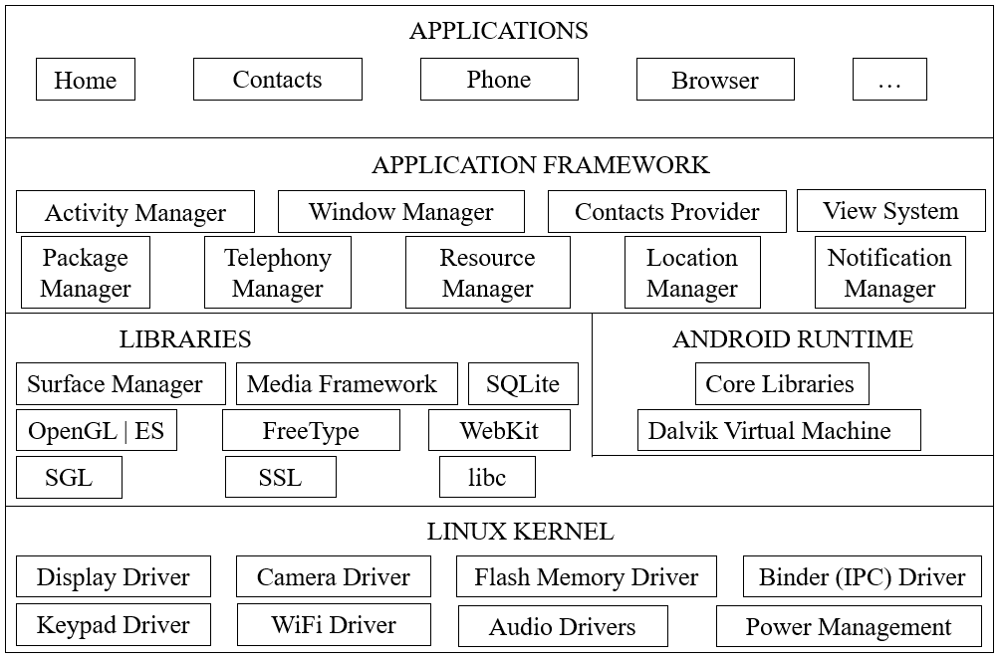 APPLICATIONS
Home Contacts Phone Browser …
APPLICATION FRAMEWORK
Activity Manager Window Manager Contacts Provider View System
Package Manager
Telephony Manager
Resource Manager
Location Manager
Notification Manager
LIBRARIES
Surface Manager Media Framework SQLite
OpenGL | ES FreeType WebKit
SGL SSL libc
ANDROID RUNTIME
Core Libraries
Dalvik Virtual Machine
LINUX KERNEL
Display Driver Camera Driver Flash Memory Driver Binder (IPC) Driver
Keypad Driver WiFi Driver Audio Drivers Power Management